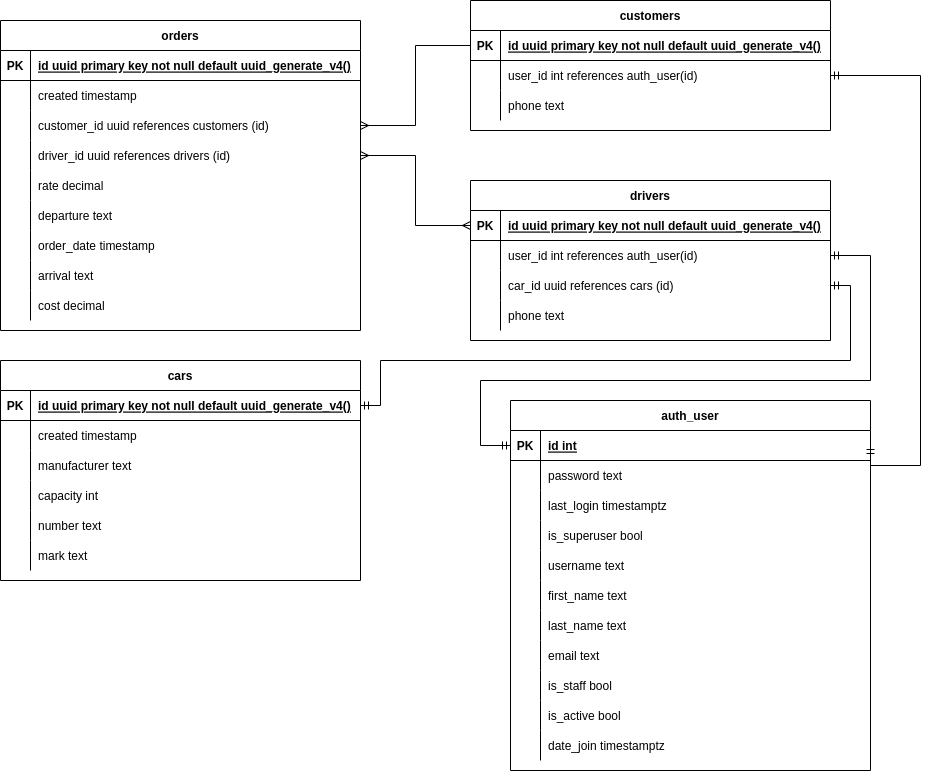 orders
PK id uuid primary key not null default uuid_generate_v4()
created timestamp
customer_id uuid references customers (id)
driver_id uuid references drivers (id)
rate decimal
departure text
order_date timestamp
arrival text
cost decimal
customers
PK id uuid primary key not null default uuid_generate_v4()
user_id int references auth_user(id)
phone text
drivers
PK id uuid primary key not null default uuid_generate_v4()
user_id int references auth_user(id)
car_id uuid references cars (id)
phone text
cars
PK id uuid primary key not null default uuid_generate_v4()
created timestamp
manufacturer text
capacity int
number text
mark text
auth_user
PK id int
password text
last_login timestamptz
is_superuser bool
username text
first_name text
last_name text
email text
is_staff bool
is_active bool
date_join timestamptz